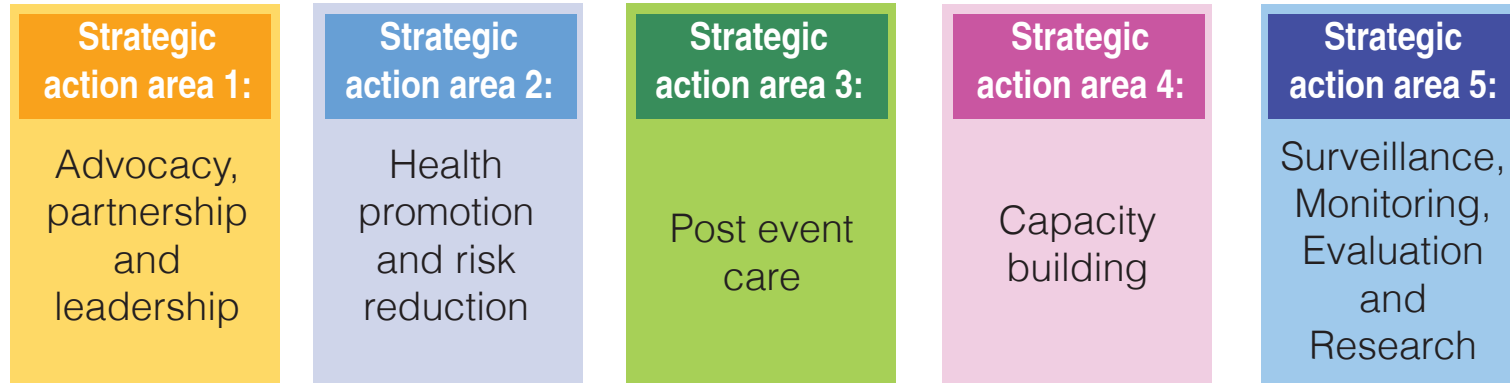 Strategic
action area 1:
Advocacy,
partnership
and
leadership
Strategic
action area 2:
Health
promotion
and risk
reduction
Strategic
action area 3:
Post event
care
Strategic
action area 4:
Capacity
building
Strategic
action area 5:
Surveillance,
Monitoring,
Evaluation
and
Research